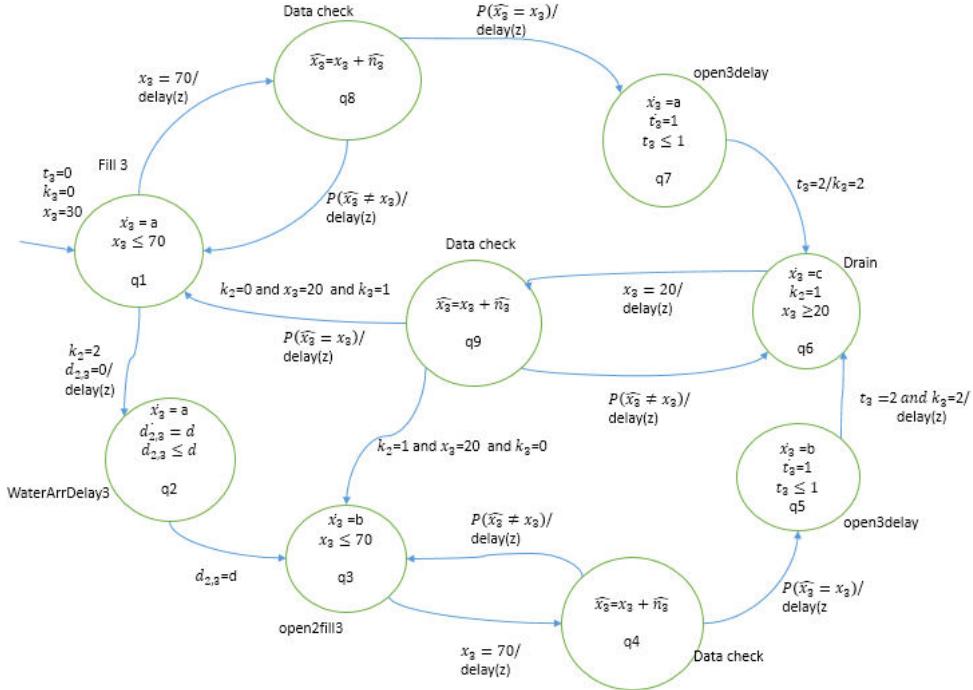 Data check
x̂₃=x₃ + n̂₃
q8
P(x̂₃ = x₃)/
delay(z)
open3delay
ẋ₃ =a
ṫ₃=1
t₃ ≤ 1
q7
x₃ = 70/
delay(z)
Fill 3
t₃=0
k₃=0
x₃=30
P(x̂₃ ≠ x₃)/
delay(z)
t₃=2/k₃=2
ẋ₃ = a
x₃ ≤ 70
q1
Data check
Drain
ẋ₃ =c
k₂=1
x₃ ≥20
q6
x₃ = 20/
delay(z)
k₂=0 and x₃=20 and k₃=1
x̂₃=x₃ + n̂₃
q9
P(x̂₃ = x₃)/
delay(z)
k₂=2
d₂,₃=0/
delay(z)
P(x̂₃ ≠ x₃)/
delay(z)
t₃ =2 and k₃=2/
delay(z)
ẋ₃ = a
ḋ₂,₃ = d
d₂,₃ ≤ d
q2
WaterArrDelay3
k₂=1 and x₃=20 and k₃=0
ẋ₃ =b
ṫ₃=1
t₃ ≤ 1
q5
open3delay
ẋ₃ =b
x₃ ≤ 70
q3
open2fill3
P(x̂₃ ≠ x₃)/
delay(z)
d₂,₃=d
x̂₃=x₃ + n̂₃
q4
Data check
P(x̂₃ = x₃)/
delay(z
x₃ = 70/
delay(z)